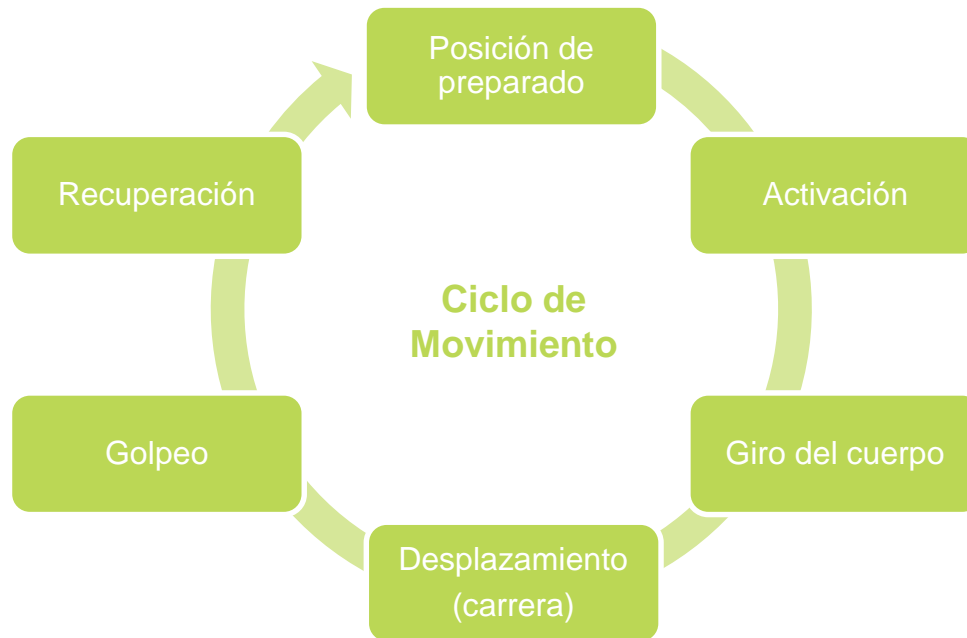 Posición de
preparado
Activación
Giro del cuerpo
Desplazamiento
(carrera)
Golpeo
Recuperación
Ciclo de
Movimiento